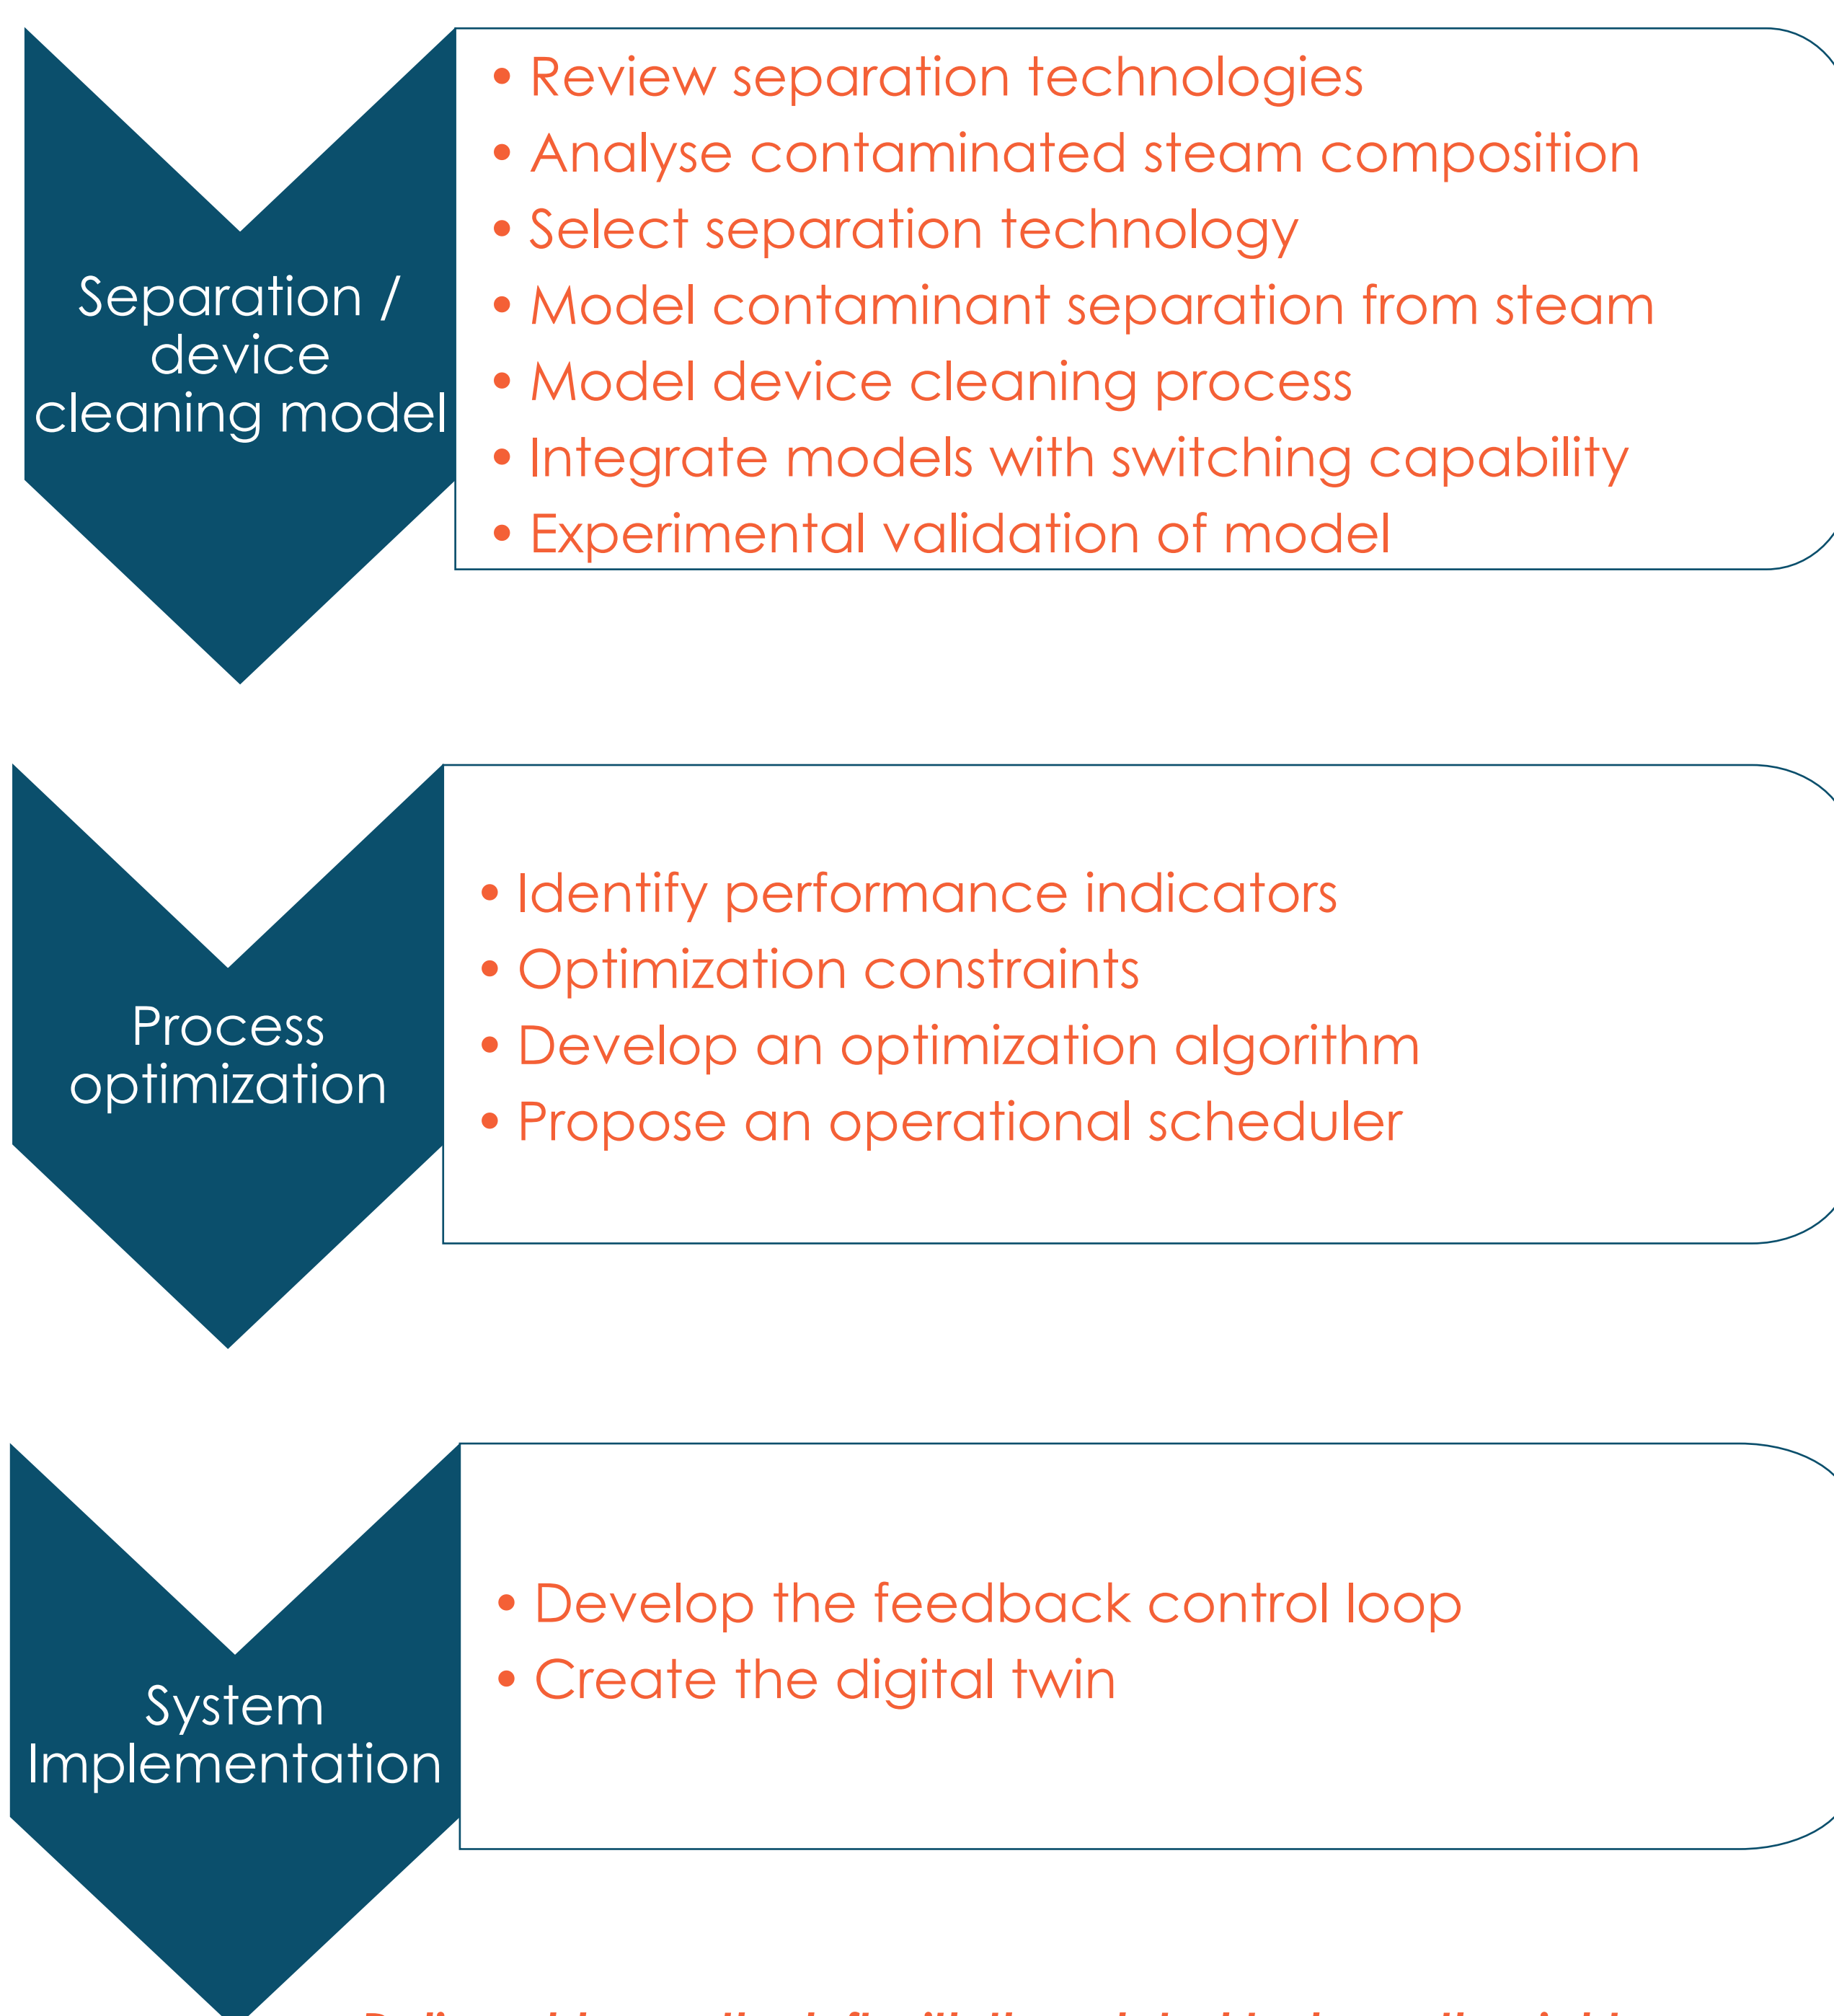 Separation /
device
cleaning model
• Review separation technologies
• Analyse contaminated steam composition
• Select separation technology
• Model contaminant separation from steam
• Model device cleaning process
• Integrate models with switching capability
• Experimental validation of model
Process
optimization
• Identify performance indicators
• Optimization constraints
• Develop an optimization algorithm
• Propose an operational scheduler
System
Implementation
• Develop the feedback control loop
• Create the digital twin